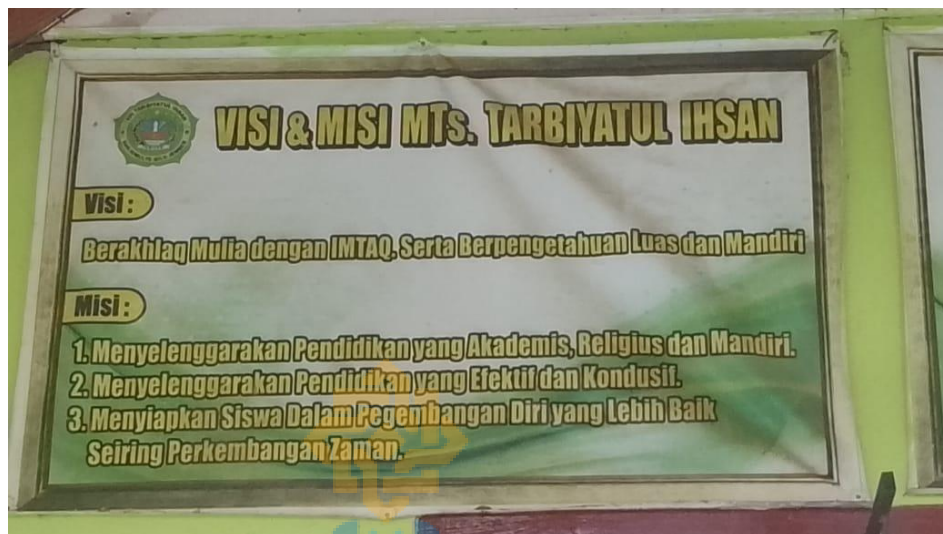 VISI & MISI MTs. TARBIYATUL IHSAN
Visi :
Berakhlaq Mulia dengan IMTAQ. Serta Berpengetahuan Luas dan Mandiri
Misi :
1. Menyelenggarakan Pendidikan yang Akademis, Religius dan Mandiri.
2. Menyelenggarakan Pendidikan yang Efektif dan Kondusif.
3. Menyiapkan Siswa Dalam Pegembangan Diri yang Lebih Baik
Seiring Perkembangan Zaman.